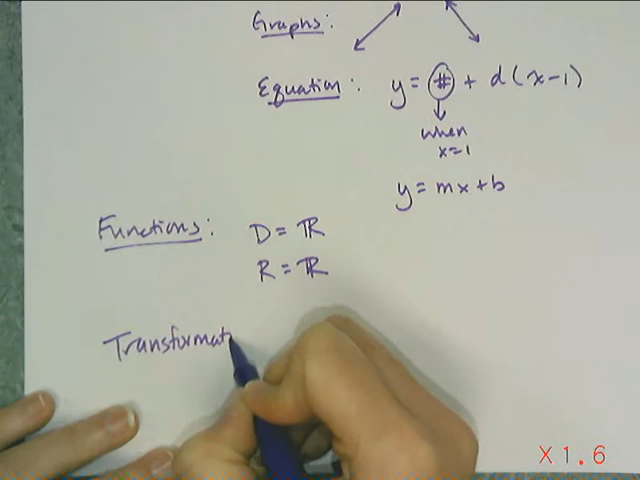 Graphs:
Equation: y = # + d(x-1)
when
x=1
y = mx+b
Functions: D = ℝ
R = ℝ
Transformat
X1.6